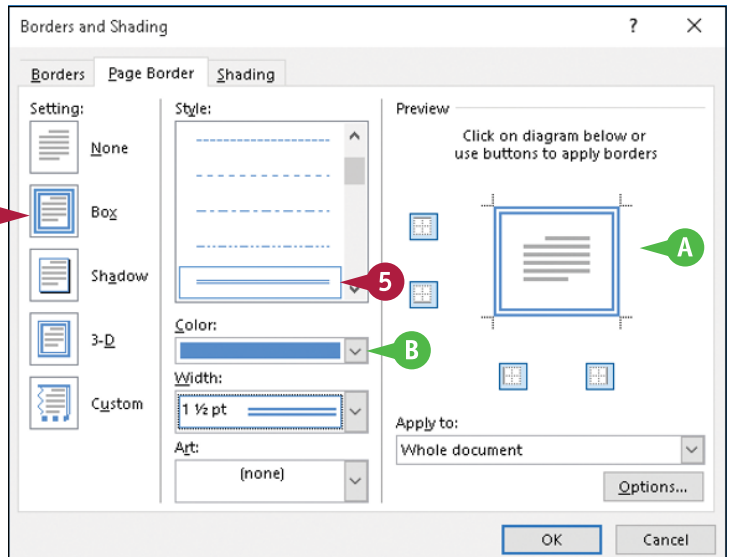 Borders and Shading ? ×
Borders Page Border Shading
Setting:
None
Box
Shadow
3-D
Custom
Style:
5
Color:
B
Width:
1 ½ pt
Art:
(none)
Preview
Click on diagram below or
use buttons to apply borders
A
Apply to:
Whole document
Options...
OK Cancel